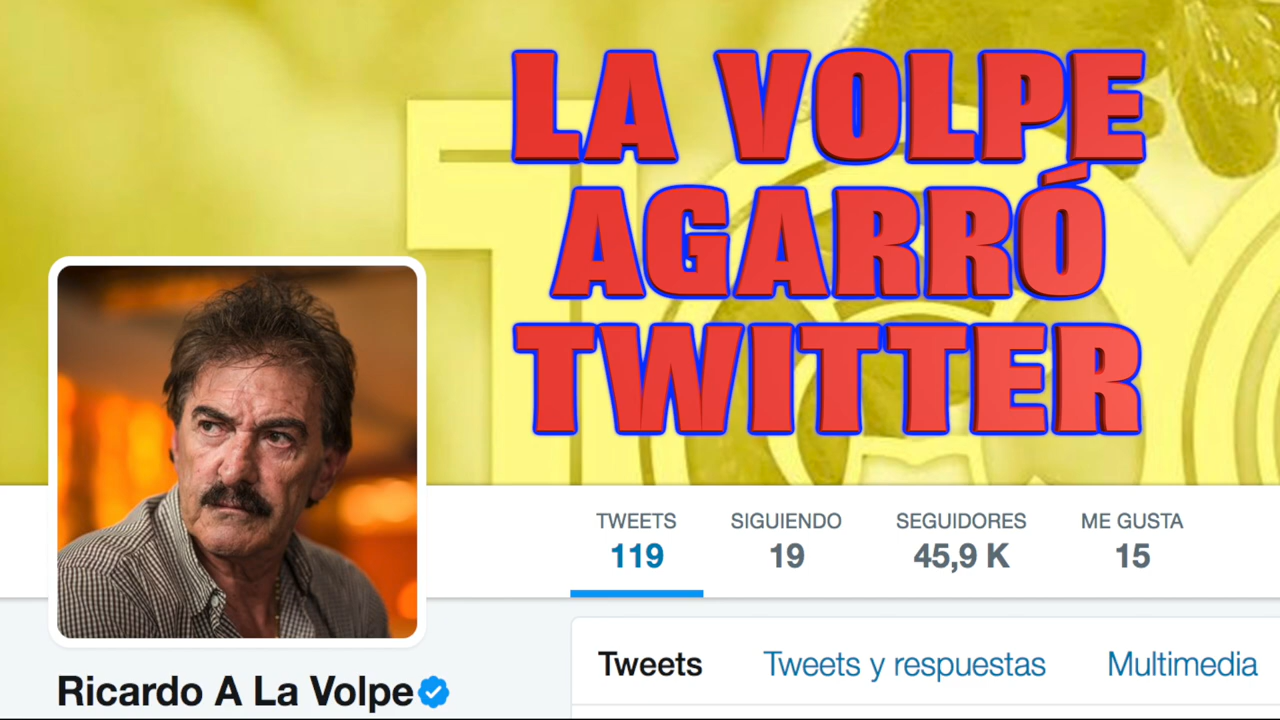 LA VOLPE
AGARRÓ
TWITTER
TWEETS SIGUIENDO SEGUIDORES ME GUSTA
119 19 45,9 K 15
Tweets Tweets y respuestas Multimedia
Ricardo A La Volpe